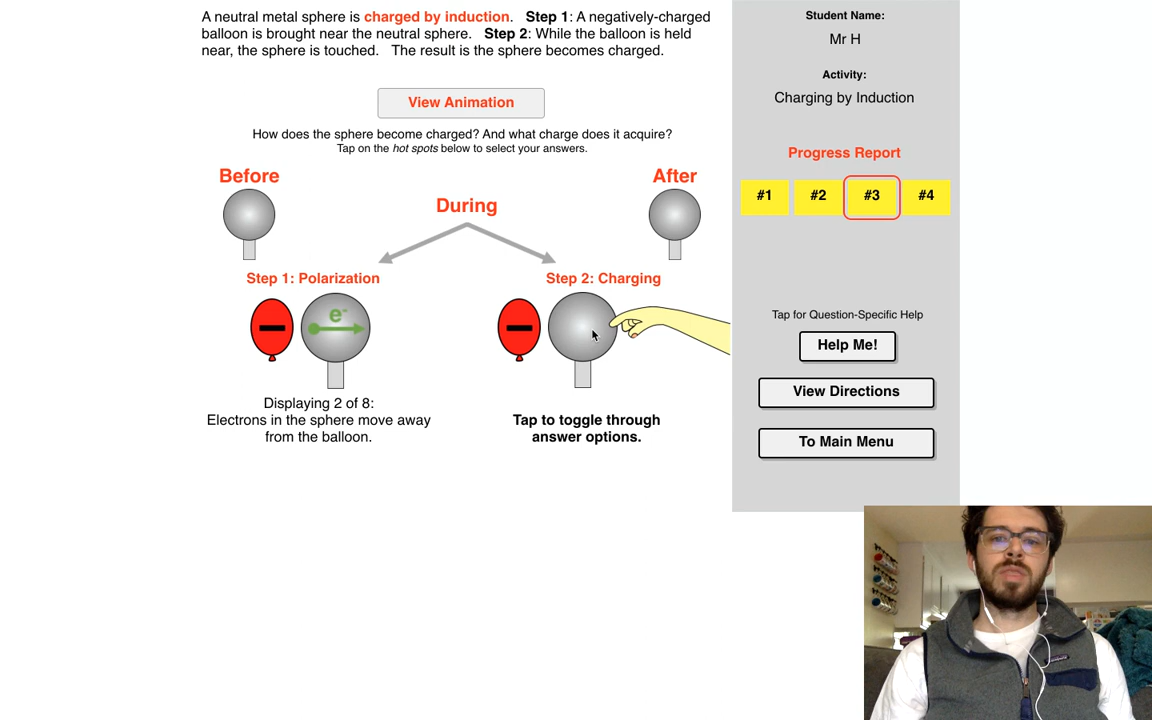 A neutral metal sphere is charged by induction. Step 1: A negatively-charged
balloon is brought near the neutral sphere. Step 2: While the balloon is held
near, the sphere is touched. The result is the sphere becomes charged.
View Animation
How does the sphere become charged? And what charge does it acquire?
Tap on the hot spots below to select your answers.
Before
After
During
Step 1: Polarization
Step 2: Charging
e-
Displaying 2 of 8:
Electrons in the sphere move away
from the balloon.
Tap to toggle through
answer options.
Student Name:
Mr H
Activity:
Charging by Induction
Progress Report
#1 #2 #3 #4
Tap for Question-Specific Help
Help Me!
View Directions
To Main Menu